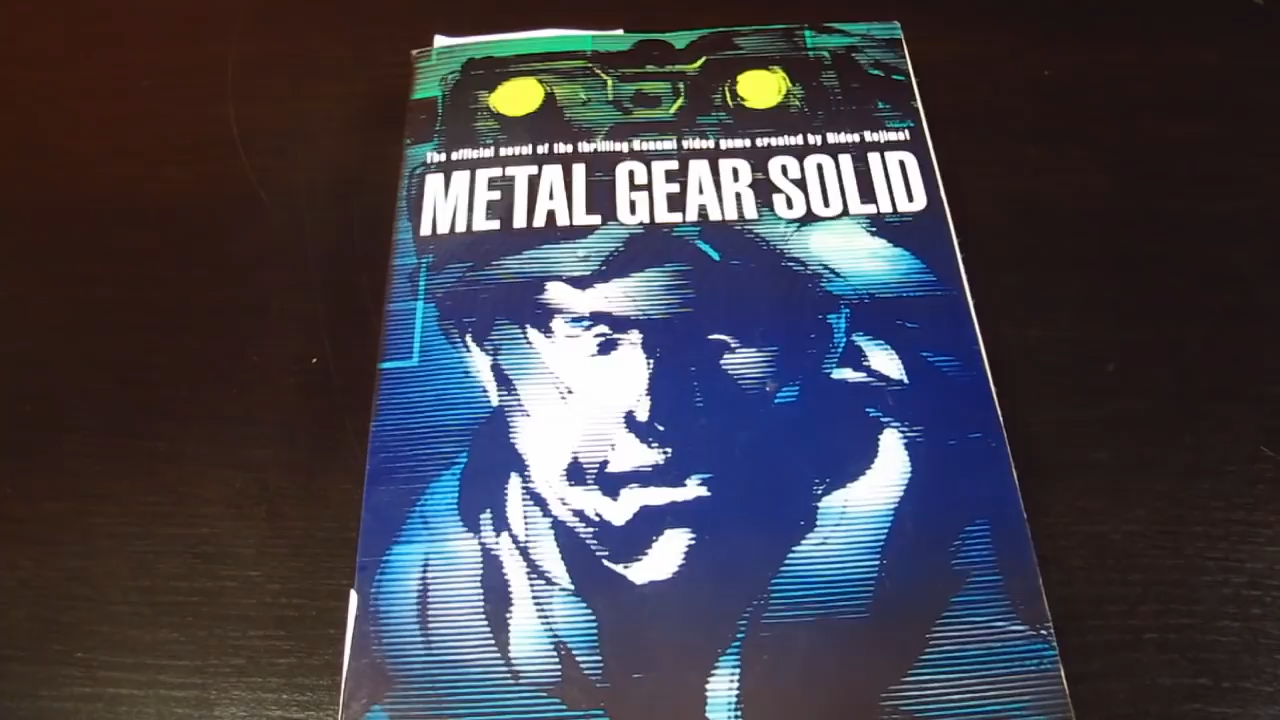 The official novel of the thrilling Konami video game created by Hideo Kojima!
METAL GEAR SOLID